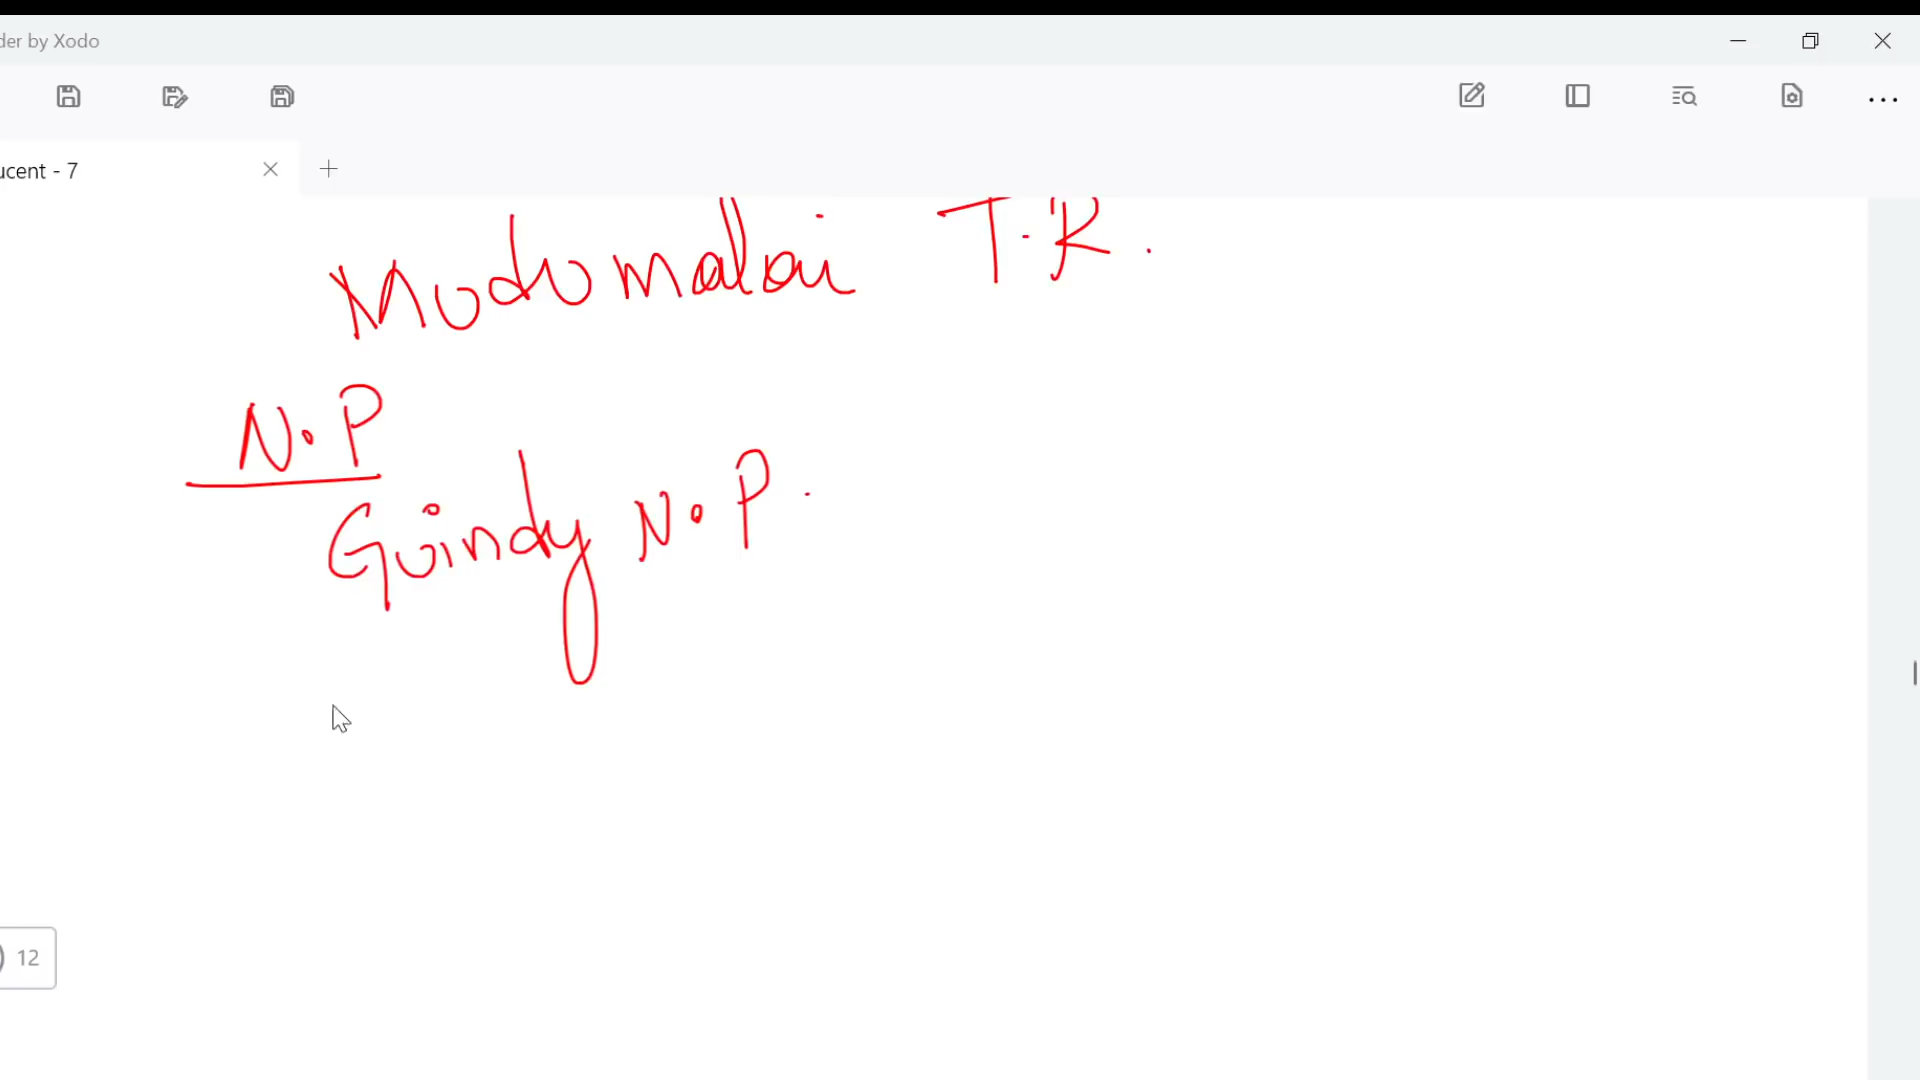 der by Xodo
ucent - 7
Mudumalai T.R.
N.P
Guindy N.P.
12